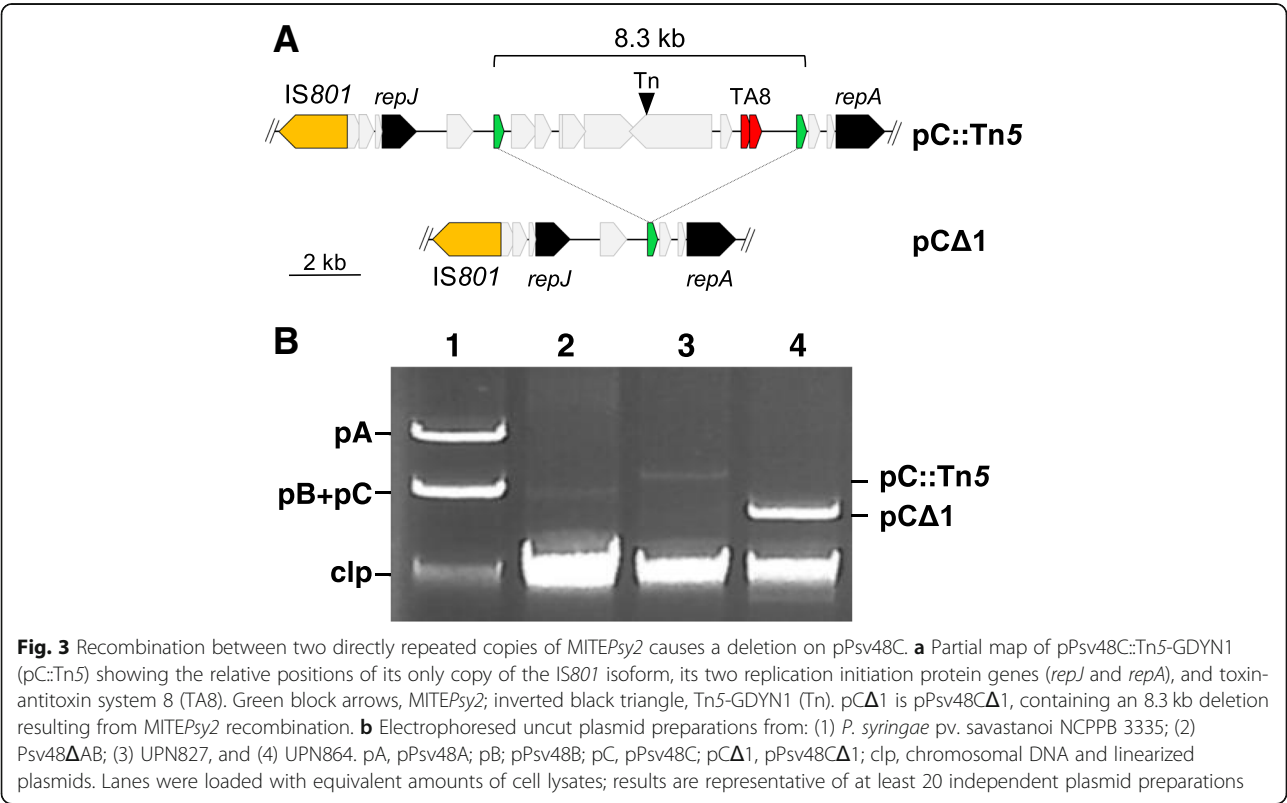 A
8.3 kb
IS801 repJ Tn TA8 repA
pC::Tn5
pCΔ1
2 kb
IS801 repJ repA
B
1 2 3 4
pA
pB+pC
clp
pC::Tn5
pCΔ1
Fig. 3 Recombination between two directly repeated copies of MITEPsy2 causes a deletion on pPsv48C. a Partial map of pPsv48C::Tn5-GDYN1
(pC::Tn5) showing the relative positions of its only copy of the IS801 isoform, its two replication initiation protein genes (repJ and repA), and toxin-
antitoxin system 8 (TA8). Green block arrows, MITEPsy2; inverted black triangle, Tn5-GDYN1 (Tn). pCΔ1 is pPsv48CΔ1, containing an 8.3 kb deletion
resulting from MITEPsy2 recombination. b Electrophoresed uncut plasmid preparations from: (1) P. syringae pv. savastanoi NCPPB 3335; (2)
Psv48ΔAB; (3) UPN827, and (4) UPN864. pA, pPsv48A; pB; pPsv48B; pC, pPsv48C; pCΔ1, pPsv48CΔ1; clp, chromosomal DNA and linearized
plasmids. Lanes were loaded with equivalent amounts of cell lysates; results are representative of at least 20 independent plasmid preparations